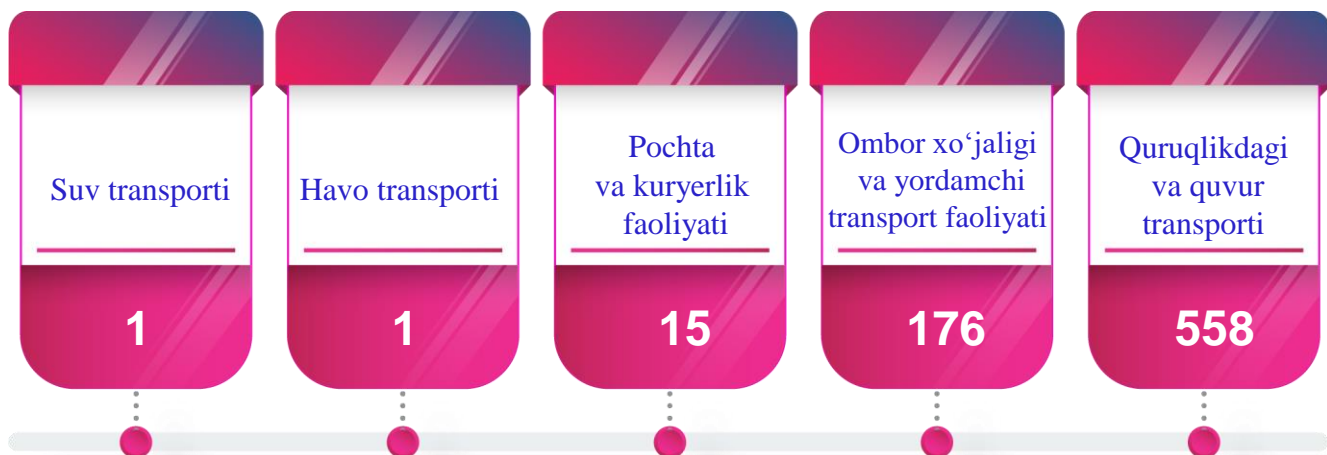 Suv transporti
1
Havo transporti
1
Pochta
va kuryerlik
faoliyati
15
Ombor xo‘jaligi
va yordamchi
transport faoliyati
176
Quruqlikdagi
va quvur
transporti
558